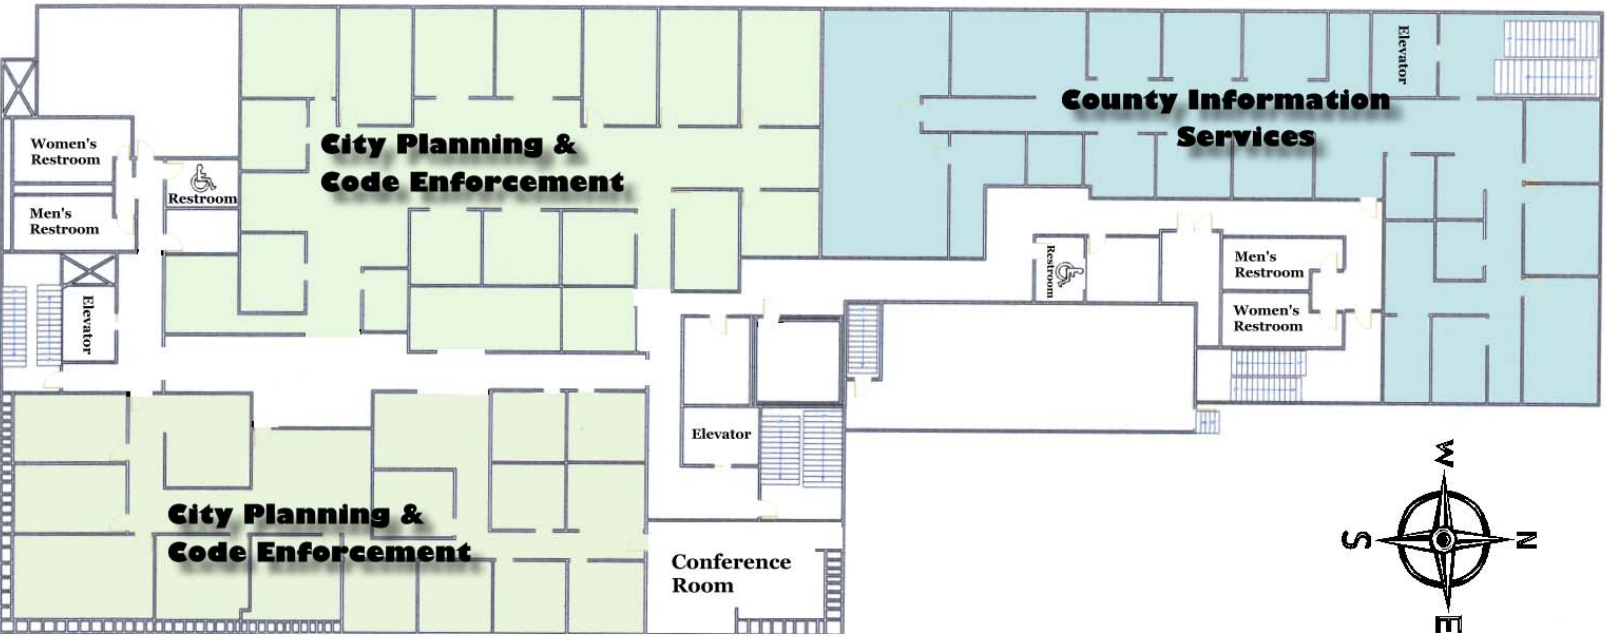 Elevator
County Information
Services
City Planning &
Code Enforcement
Women's
Restroom
Restroom
Men's
Restroom
Restroom
Men's
Restroom
Women's
Restroom
Elevator
Elevator
City Planning &
Code Enforcement
Conference
Room
W
S
N
E